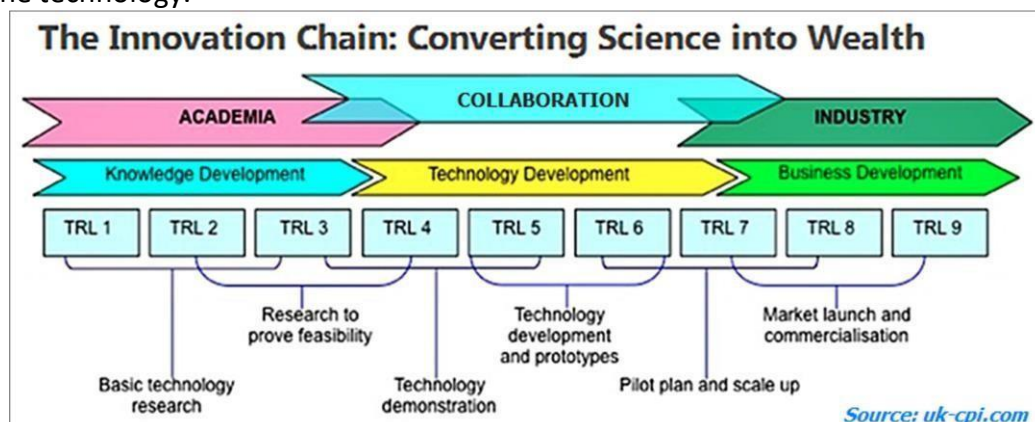 he technology.
The Innovation Chain: Converting Science into Wealth
COLLABORATION
ACADEMIA
INDUSTRY
Knowledge Development
Technology Development
Business Development
TRL 1
TRL 2
TRL 3
TRL 4
TRL 5
TRL 6
TRL 7
TRL 8
TRL 9
Research to
prove feasibility
Technology
development
and prototypes
Market launch and
commercialisation
Basic technology
research
Technology
demonstration
Pilot plan and scale up
Source: uk-cpi.com